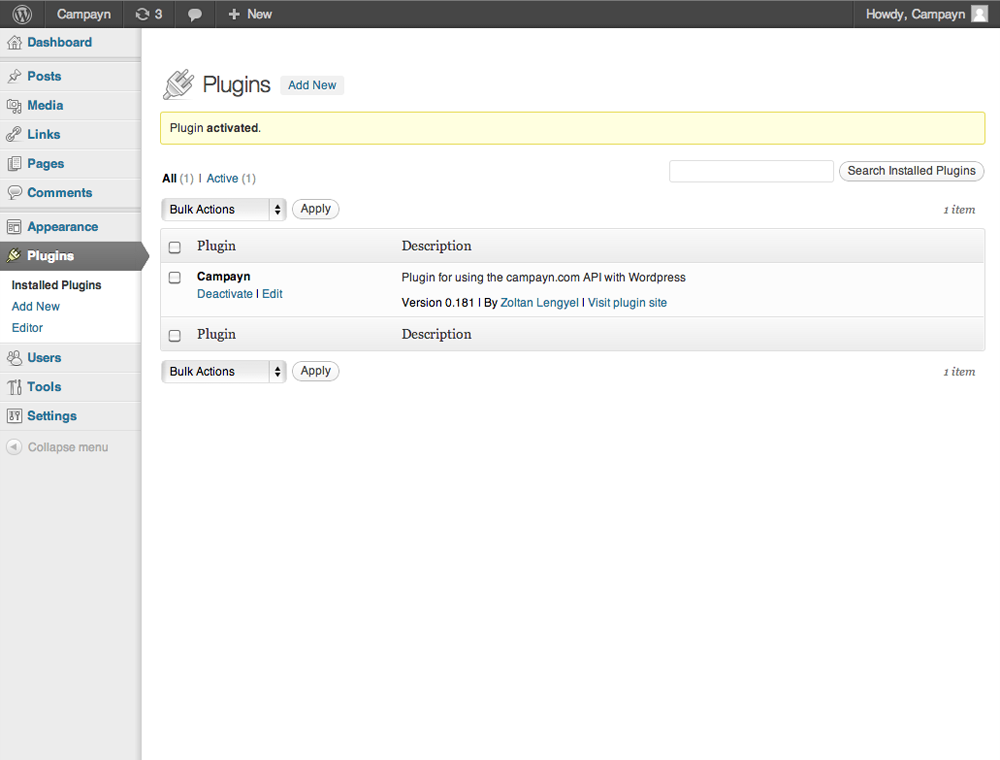 Campayn 3 + New Howdy, Campayn
Dashboard
Posts
Media
Links
Pages
Comments
Appearance
Plugins
Installed Plugins
Add New
Editor
Users
Tools
Settings
Collapse menu
Plugins Add New
Plugin activated.
All (1) | Active (1)
Search Installed Plugins
Bulk Actions Apply 1 item
Plugin Description
Campayn Plugin for using the campayn.com API with Wordpress
Deactivate | Edit
Version 0.181 | By Zoltan Lengyel | Visit plugin site
Plugin Description
Bulk Actions Apply 1 item